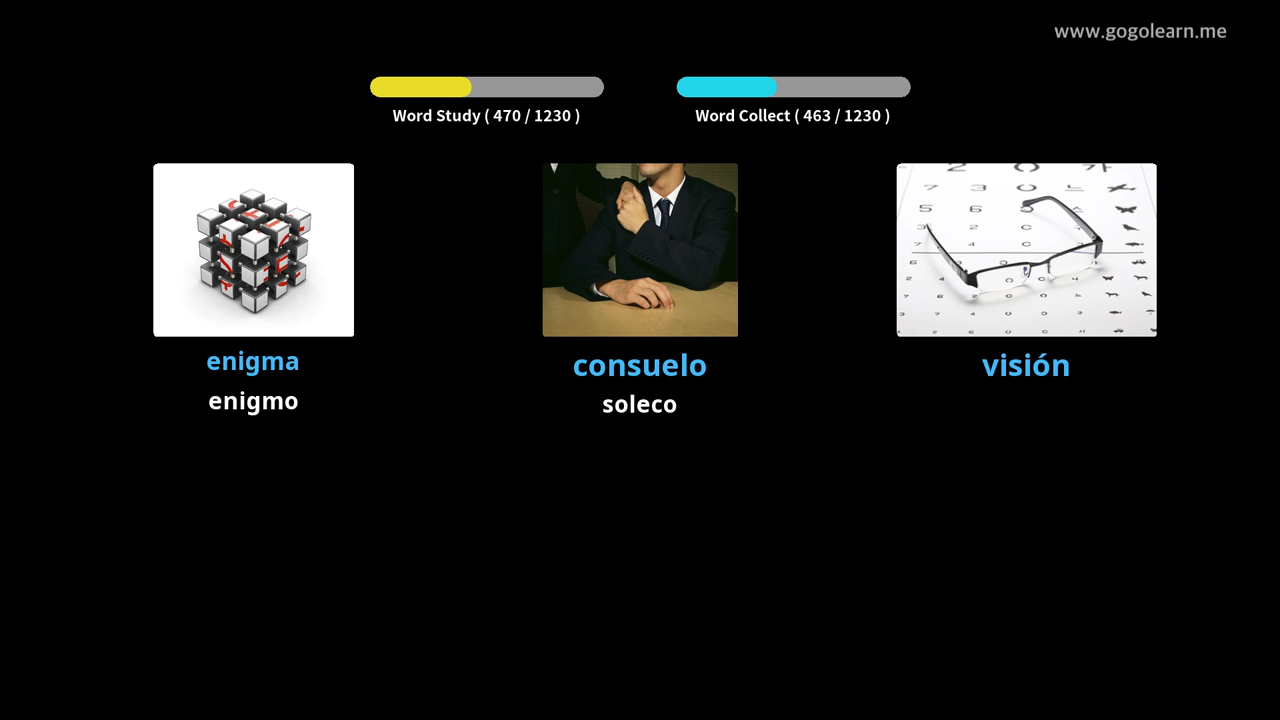 www.gogolearn.me
Word Study ( 470 / 1230 )
Word Collect ( 463 / 1230 )
enigma
consuelo
visión
enigmo
soleco